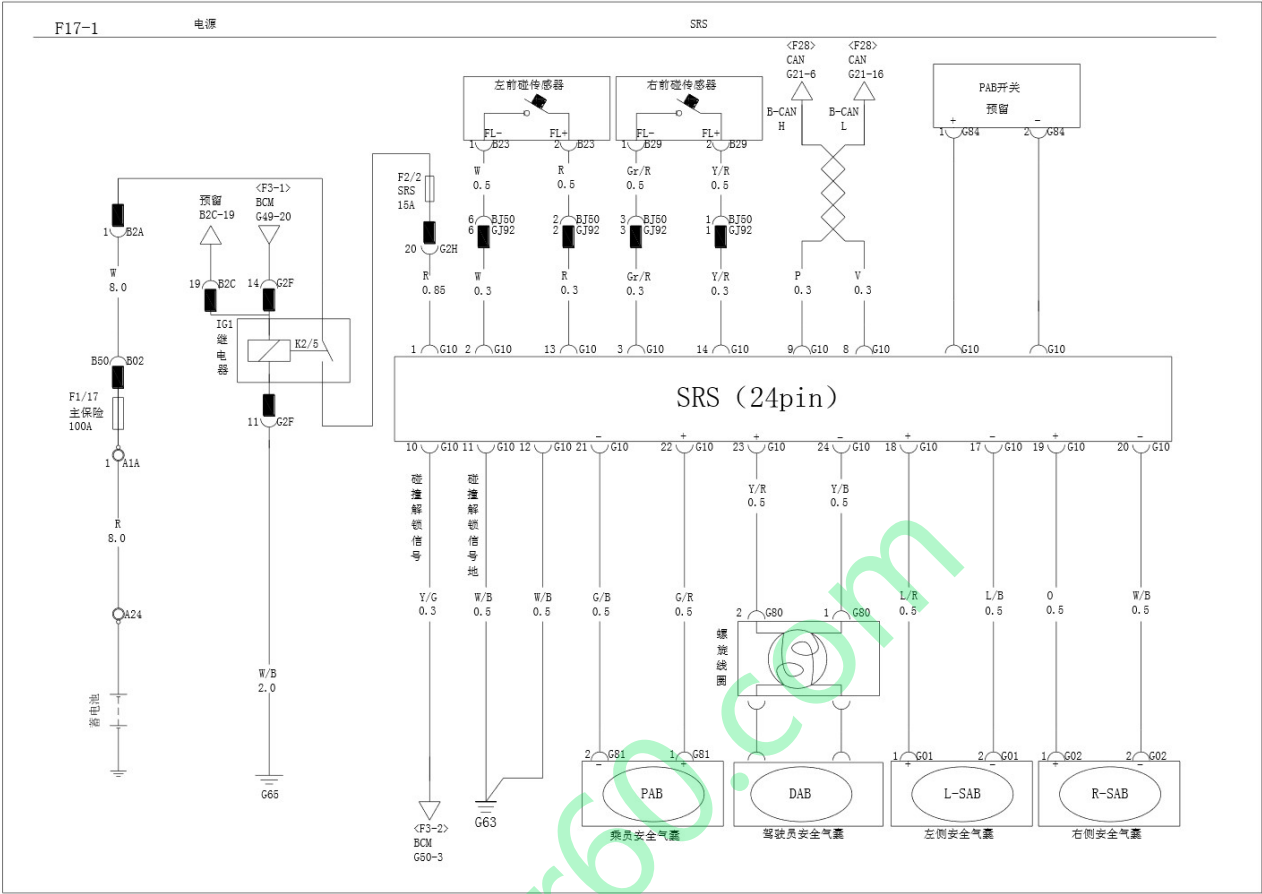 F17-1
电源
SRS
<F28>
CAN
G21-6
<F28>
CAN
G21-16
B-CAN
H
B-CAN
L
左前碰传感器
右前碰传感器
PAB开关
预留
+
-
FL-
FL+
FL-
FL+
1 B23
2 B23
1 B29
2 B29
1 G84
2 G84
F2/2
SRS
15A
W
0.5
R
0.5
Gr/R
0.5
Y/R
0.5
预留
B2C-19
<F3-1>
BCM
G49-20
6 BJ50
6 GJ92
2 BJ50
2 GJ92
3 BJ50
3 GJ92
1 BJ50
1 GJ92
1 B2A
20 G2H
W
8.0
R
0.85
W
0.3
R
0.3
Gr/R
0.3
Y/R
0.3
P
0.3
V
0.3
19 B2C
14 G2F
IG1
继
电
器
K2/5
1 G10
2 G10
13 G10
3 G10
14 G10
9 G10
8 G10
G10
G10
B50 B02
F1/17
主保险
100A
SRS（24pin）
11 G2F
-
+
+
-
+
-
+
-
10 G10
11 G10
12 G10
21 G10
22 G10
23 G10
24 G10
18 G10
17 G10
19 G10
20 G10
1 A1A
碰
撞
解
锁
信
号
碰
撞
解
锁
信
号
地
Y/R
0.5
Y/B
0.5
R
8.0
Y/G
0.3
W/B
0.5
W/B
0.5
G/B
0.5
G/R
0.5
L/R
0.5
L/B
0.5
O
0.5
W/B
0.5
A24
2 G80
1 G80
螺
旋
线
圈
W/B
2.0
蓄电池
G65
2 G81
1 G81
1 G01
2 G01
1 G02
2 G02
-
+
+
-
+
-
PAB
DAB
L-SAB
R-SAB
G63
<F3-2>
BCM
G50-3
乘员安全气囊
驾驶员安全气囊
左侧安全气囊
右侧安全气囊
r60.com